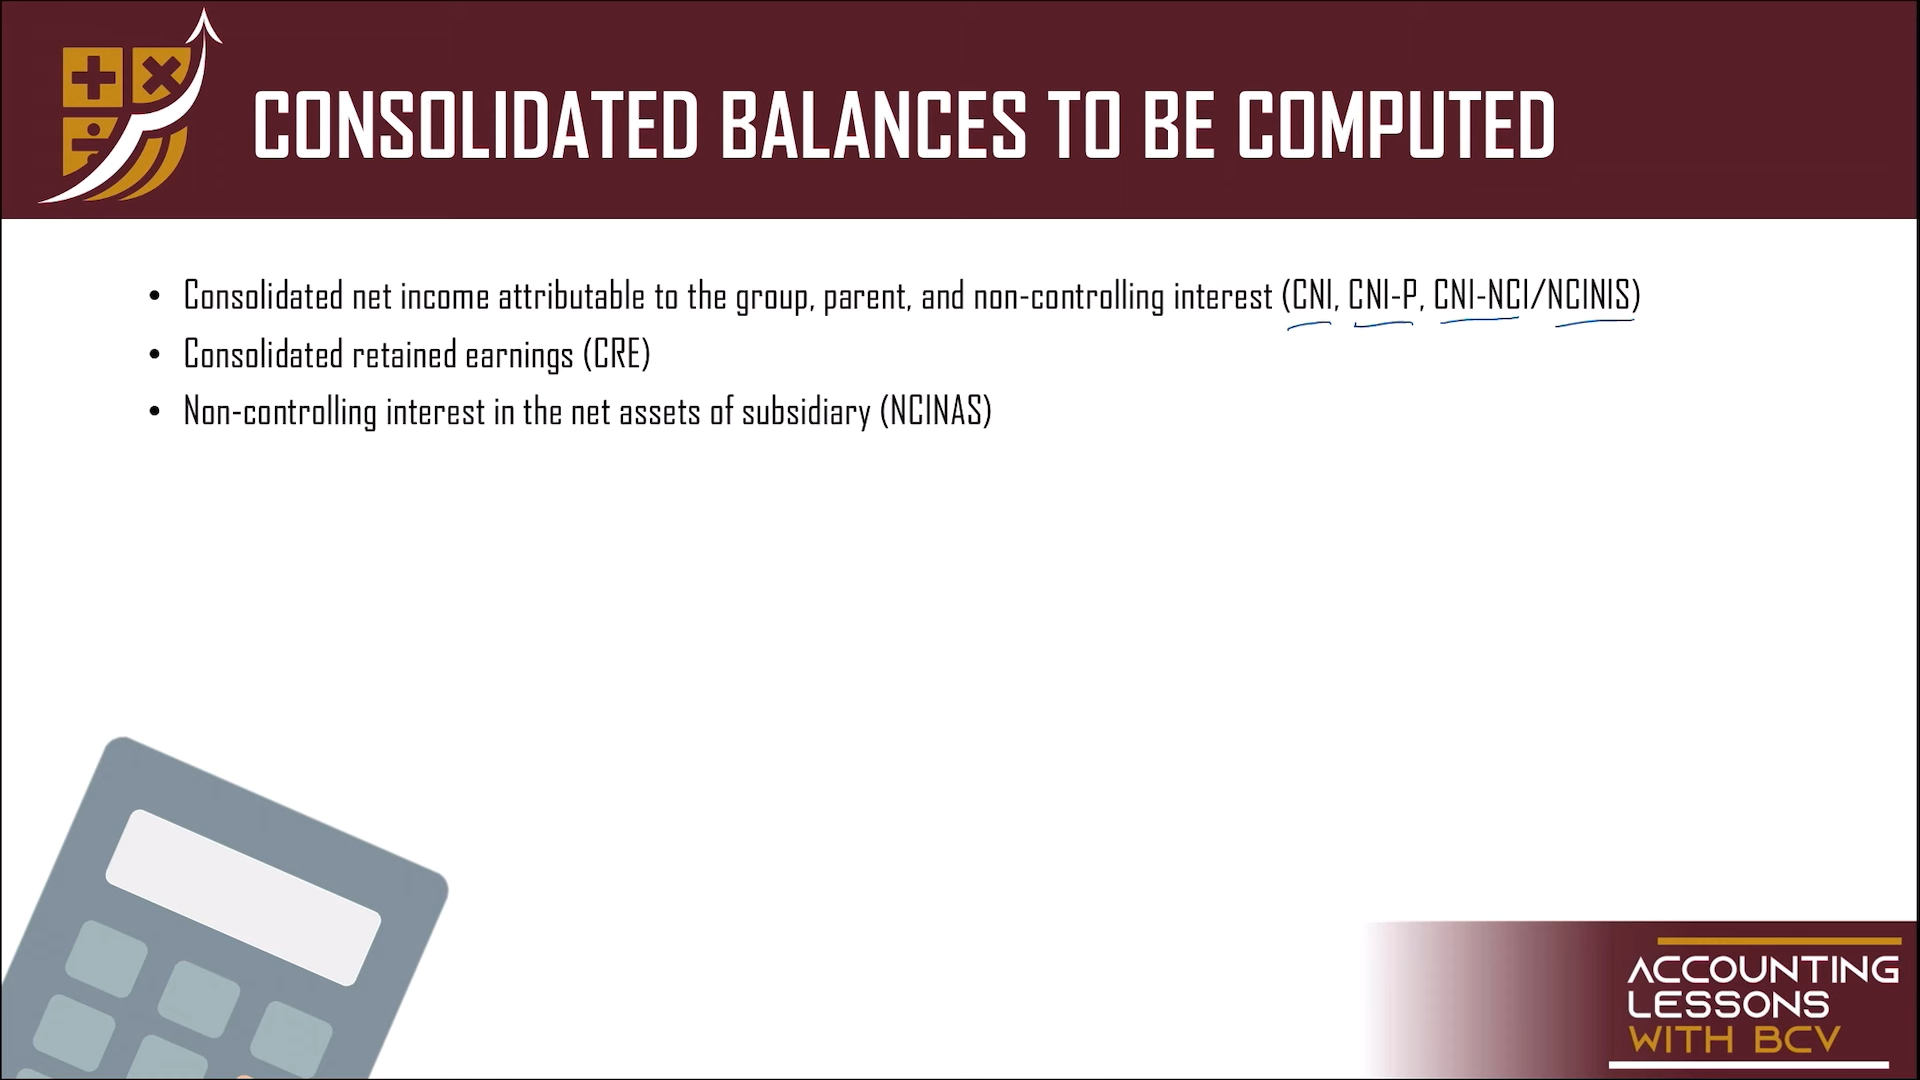 CONSOLIDATED BALANCES TO BE COMPUTED
• Consolidated net income attributable to the group, parent, and non-controlling interest (CNI, CNI-P, CNI-NCI/NCINIS)
• Consolidated retained earnings (CRE)
• Non-controlling interest in the net assets of subsidiary (NCINAS)
ACCOUNTING
LESSONS
WITH BCV